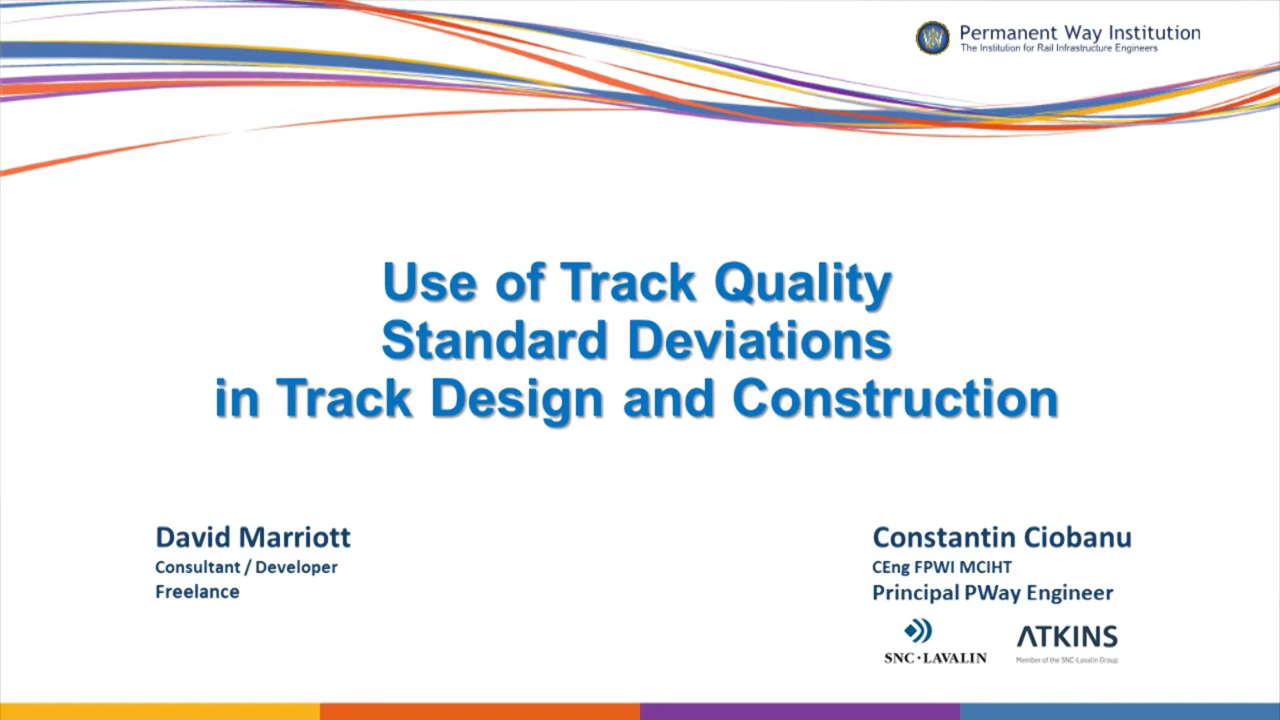 Permanent Way Institution
The Institution for Rail Infrastructure Engineers
Use of Track Quality
Standard Deviations
in Track Design and Construction
David Marriott
Consultant / Developer
Freelance
Constantin Ciobanu
CEng FPWI MCIHT
Principal PWay Engineer
SNC·LAVALIN
ATKINS
Member of the SNC-Lavalin Group